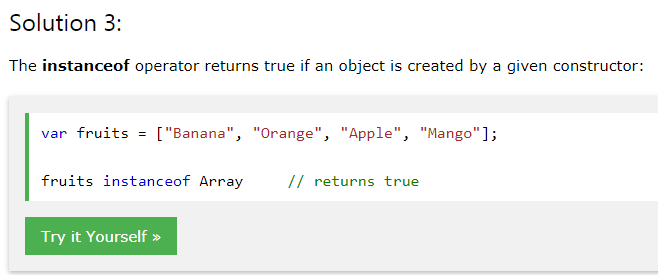 Solution 3:
The instanceof operator returns true if an object is created by a given constructor:
var fruits = ["Banana", "Orange", "Apple", "Mango"];
fruits instanceof Array     // returns true
Try it Yourself »